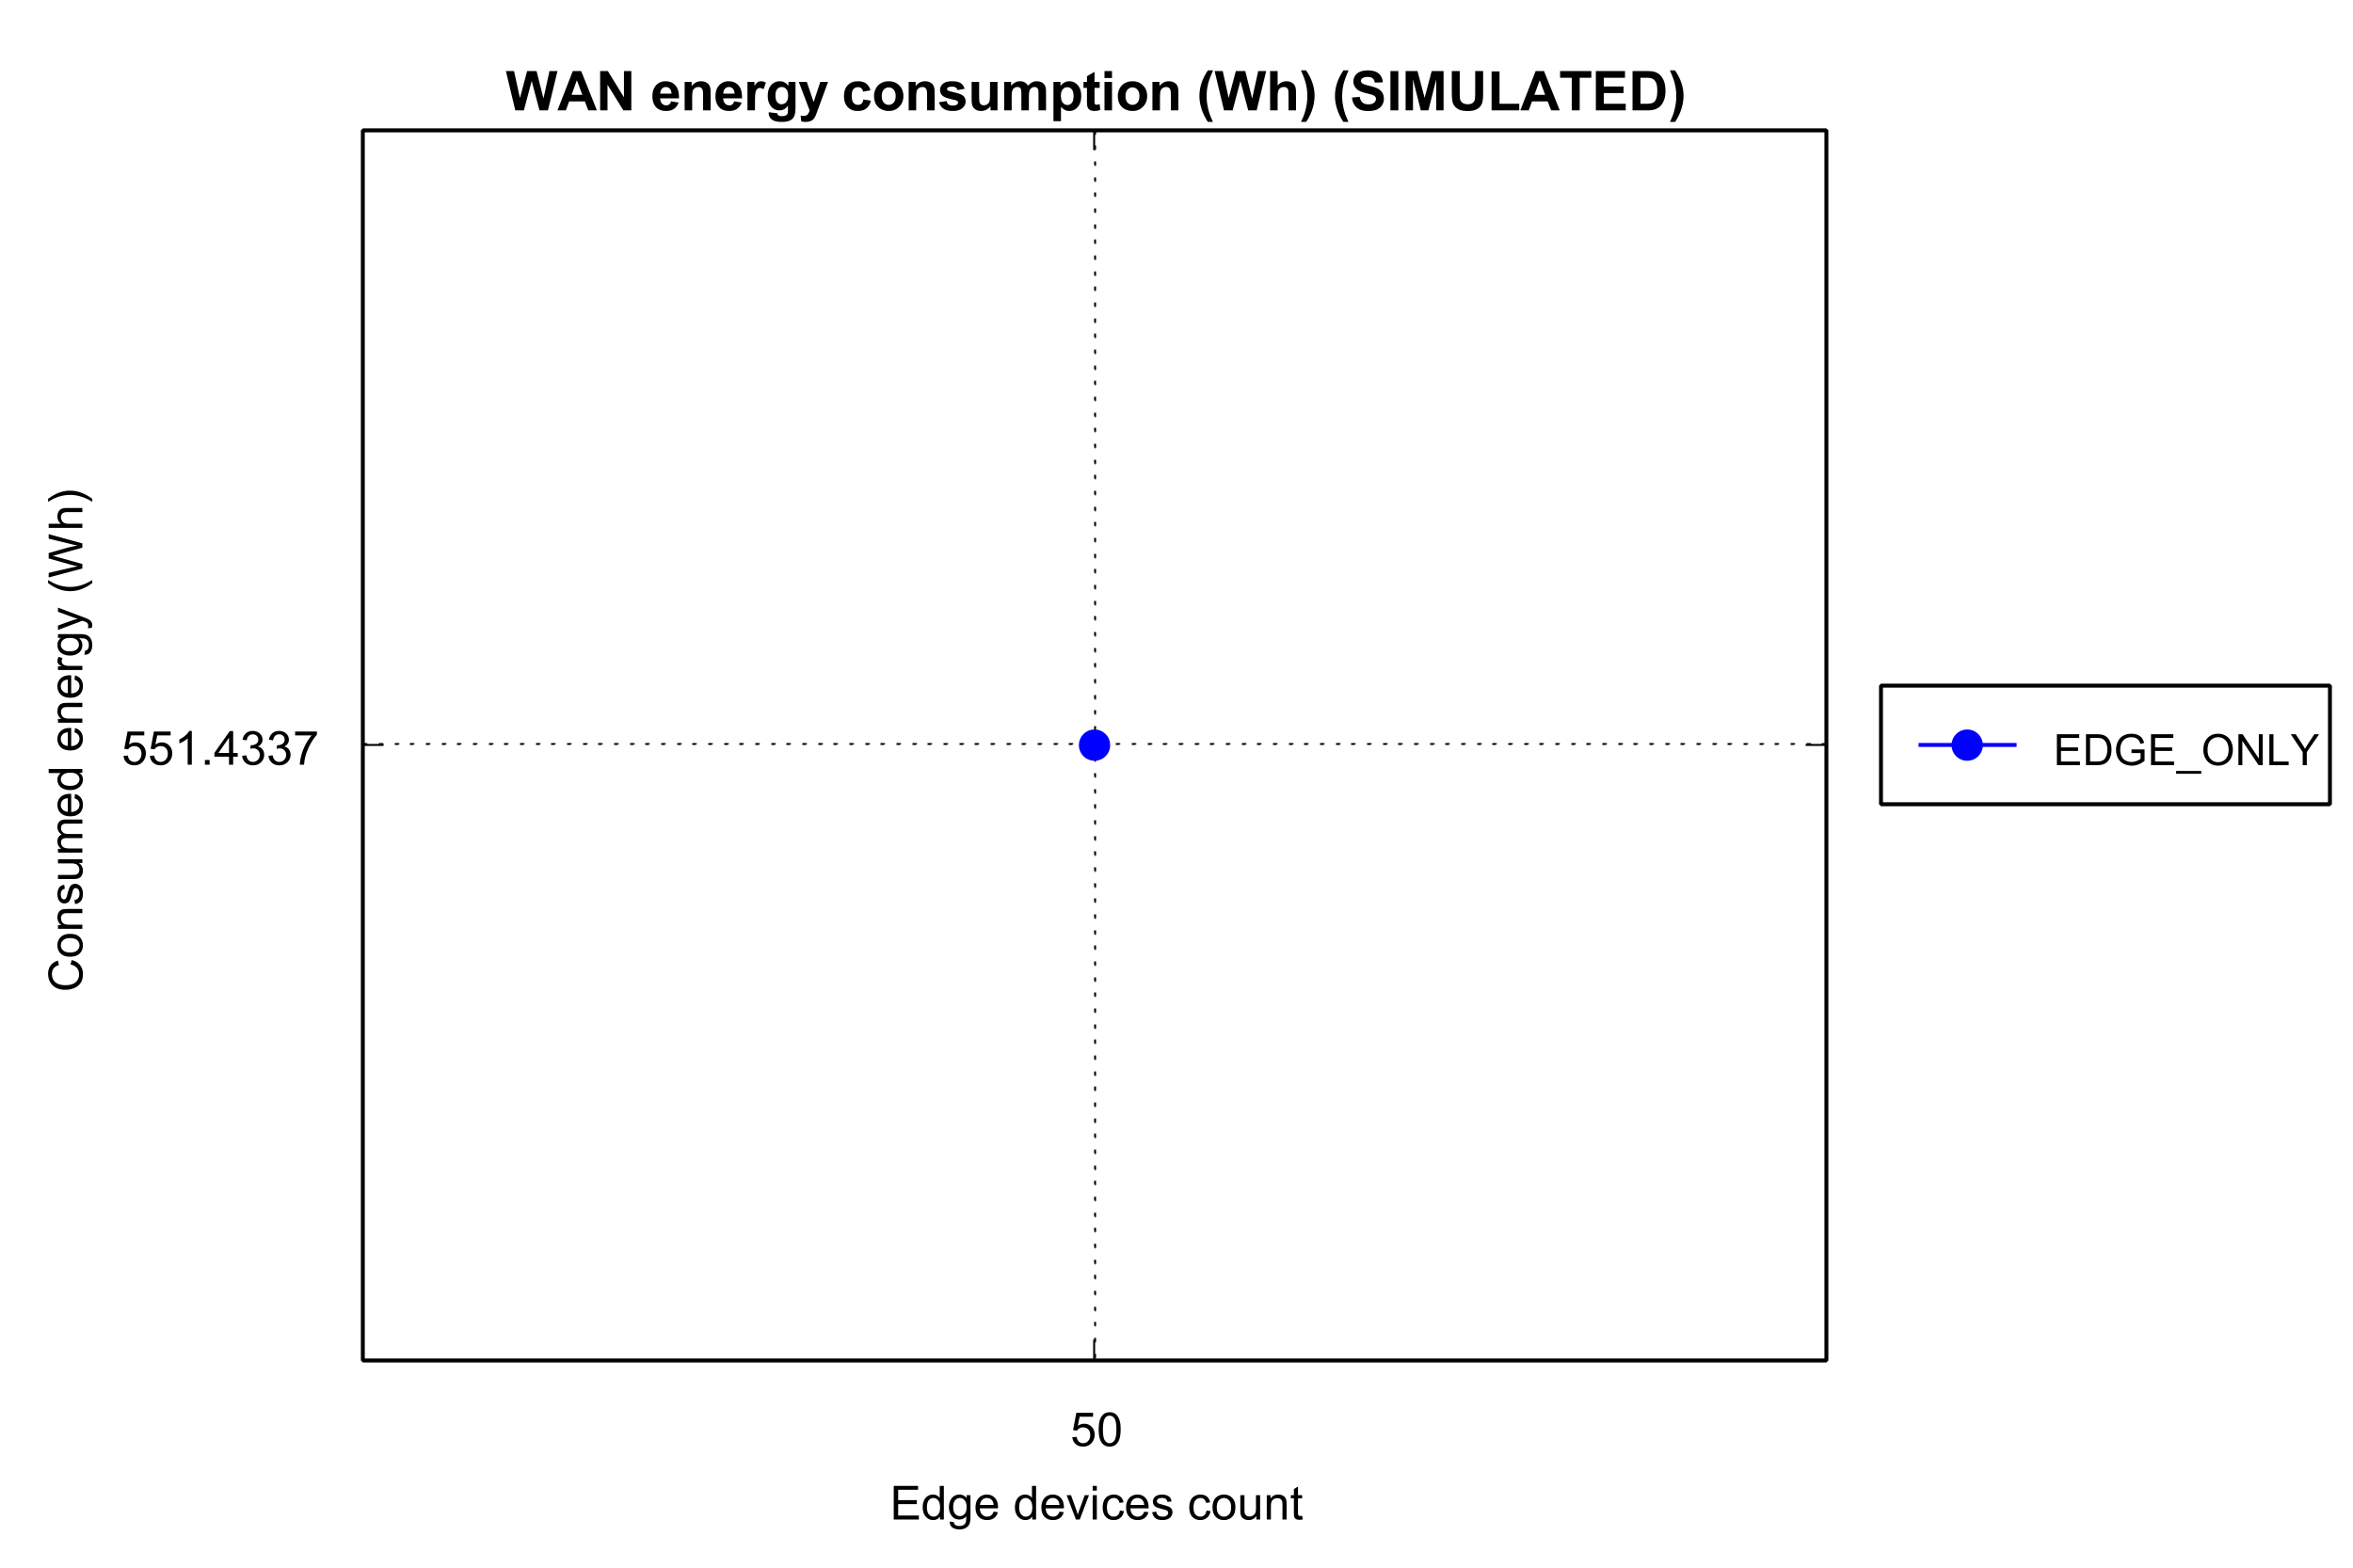 WAN energy consumption (Wh) (SIMULATED)
Consumed energy (Wh)
551.4337
EDGE_ONLY
50
Edge devices count